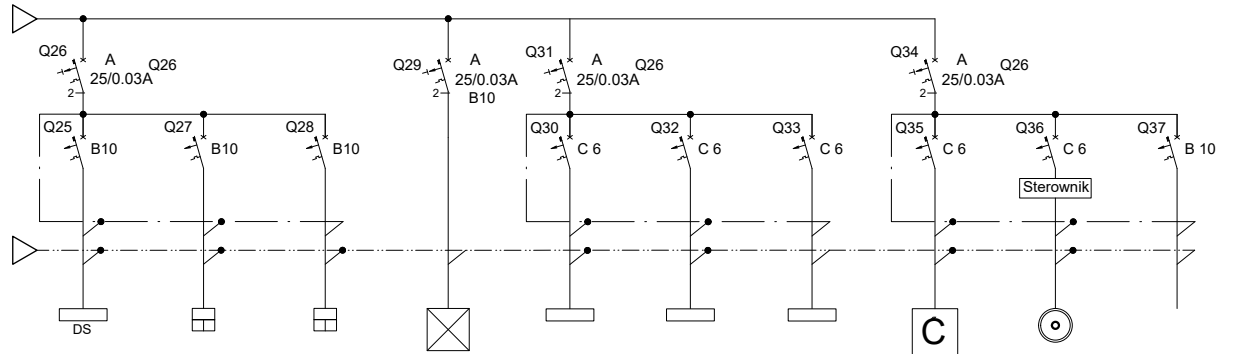 Q26 A Q26
25/0.03A
2
Q29 A
25/0.03A
B10
2
Q31 A Q26
25/0.03A
2
Q34 A Q26
25/0.03A
2
Q25 Q27 Q28
B10 B10 B10
Q30 Q32 Q33
C 6 C 6 C 6
Q35 Q36 Q37
C 6 C 6 B 10
Sterownik
DS
C